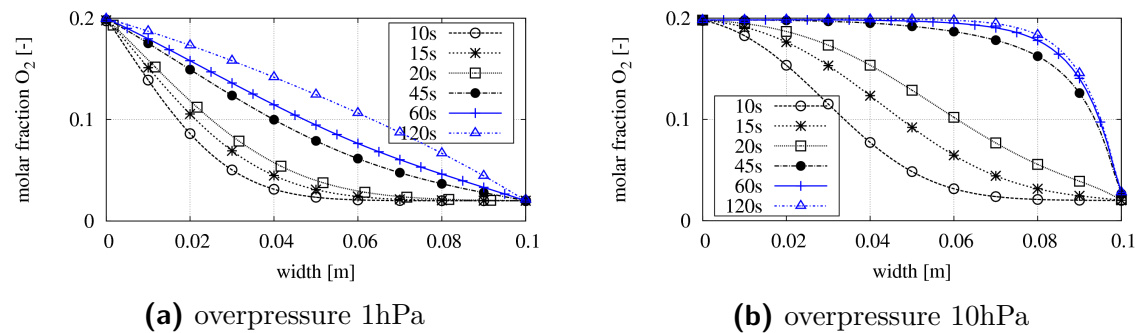 molar fraction O₂ [-]
0.2
0.1
0
0
0.02
0.04
0.06
0.08
0.1
width [m]
10s
15s
20s
45s
60s
120s
(a) overpressure 1hPa
molar fraction O₂ [-]
0.2
0.1
0
0
0.02
0.04
0.06
0.08
0.1
width [m]
10s
15s
20s
45s
60s
120s
(b) overpressure 10hPa